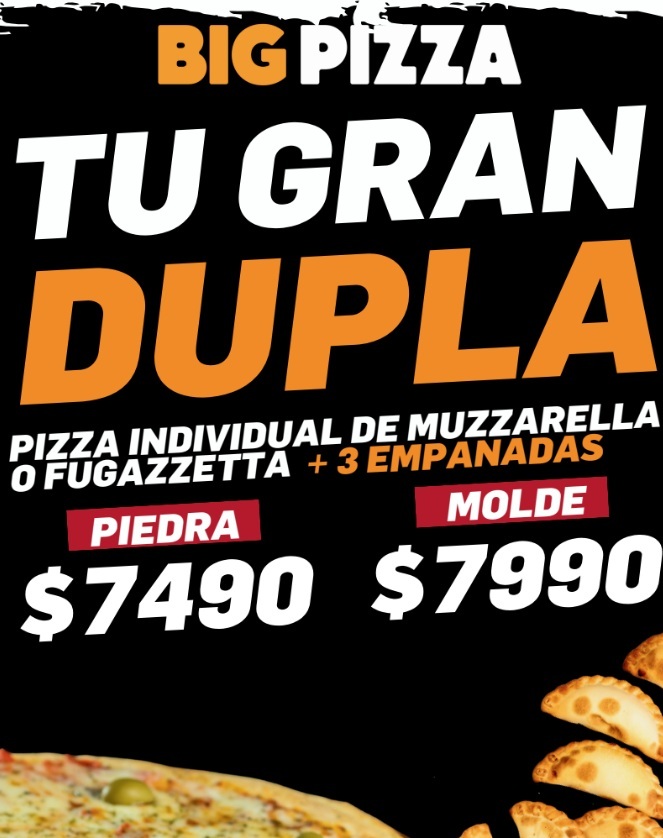 BIG PIZZA
TU GRAN
DUPLA
PIZZA INDIVIDUAL DE MUZZARELLA
O FUGAZZETTA + 3 EMPANADAS
PIEDRA
$7490
MOLDE
$7990